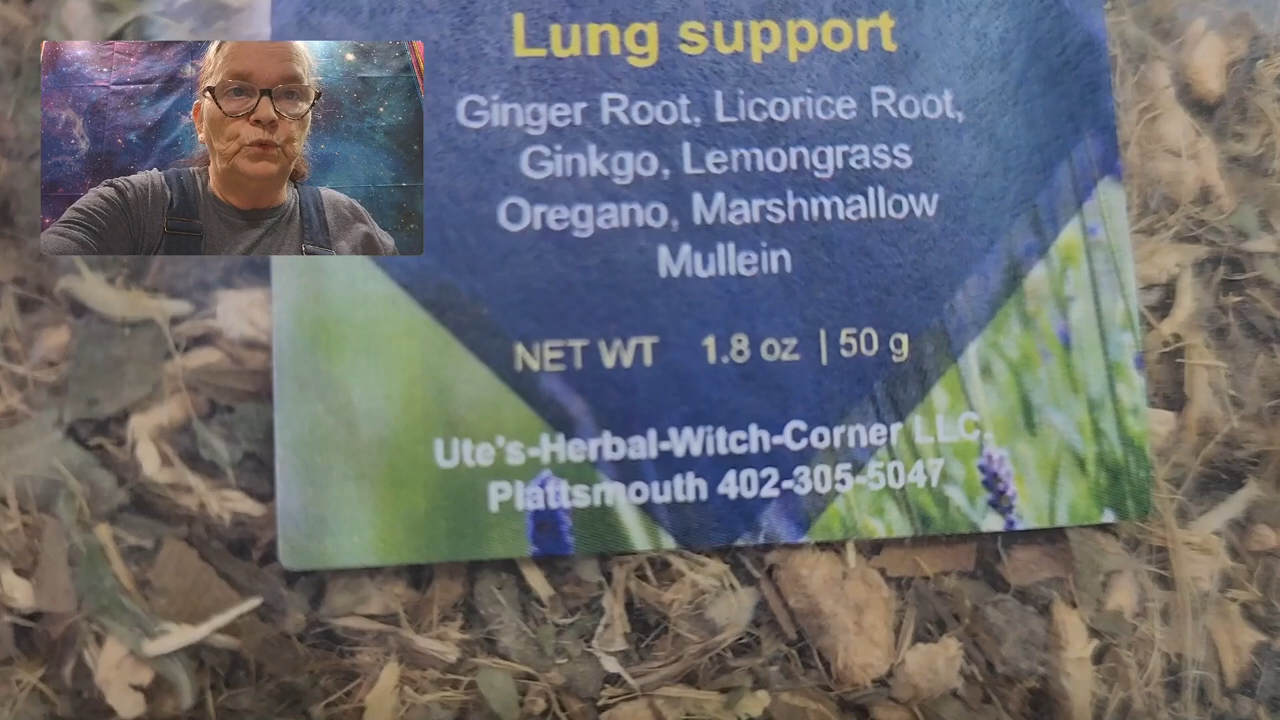 Lung support
Ginger Root, Licorice Root,
Ginkgo, Lemongrass
Oregano, Marshmallow
Mullein
NET WT 1.8 oz | 50 g
Ute's-Herbal-Witch-Corner LLC,
Plattsmouth 402-305-5047